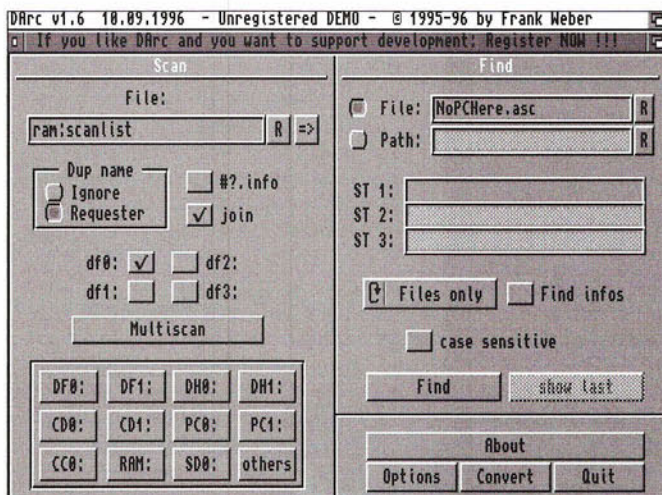 DArc v1.6 10.09.1996 - Unregistered DEMO - © 1995-96 by Frank Weber
If you like DArc and you want to support development: Register NOW !!!
Scan
File:
ram:scanlist R =>
Dup name
Ignore
Requester
#?.info
join
df0: df2:
df1: df3:
Multiscan
DF0: DF1: DH0: DH1:
CD0: CD1: PC0: PC1:
CC0: RAM: SD0: others
Find
File: NoPCHere.asc R
Path: R
ST 1:
ST 2:
ST 3:
Files only Find infos
case sensitive
Find show last
About
Options Convert Quit